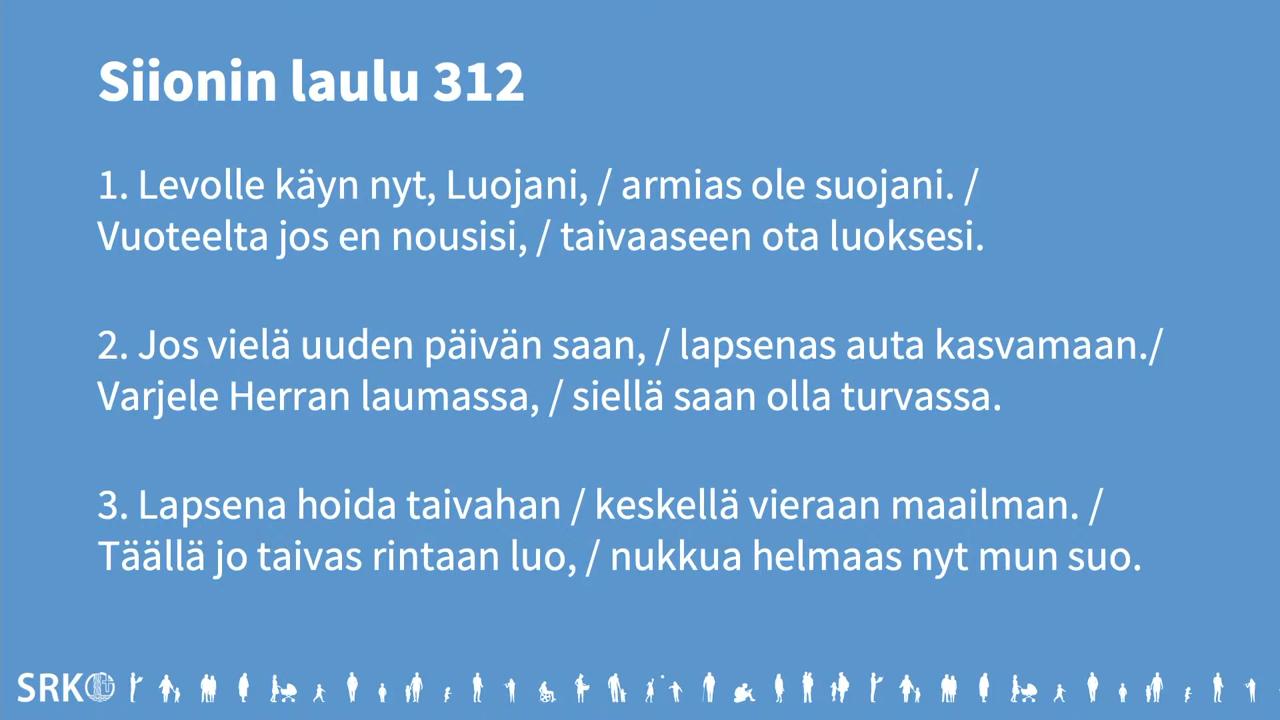 Siionin laulu 312
1. Levolle käyn nyt, Luojani, / armias ole suojani. /
Vuoteelta jos en nousisi, / taivaaseen ota luoksesi.
2. Jos vielä uuden päivän saan, / lapsenas auta kasvamaan./
Varjele Herran laumassa, / siellä saan olla turvassa.
3. Lapsena hoida taivahan / keskellä vieraan maailman. /
Täällä jo taivas rintaan luo, / nukkua helmaas nyt mun suo.
SRK